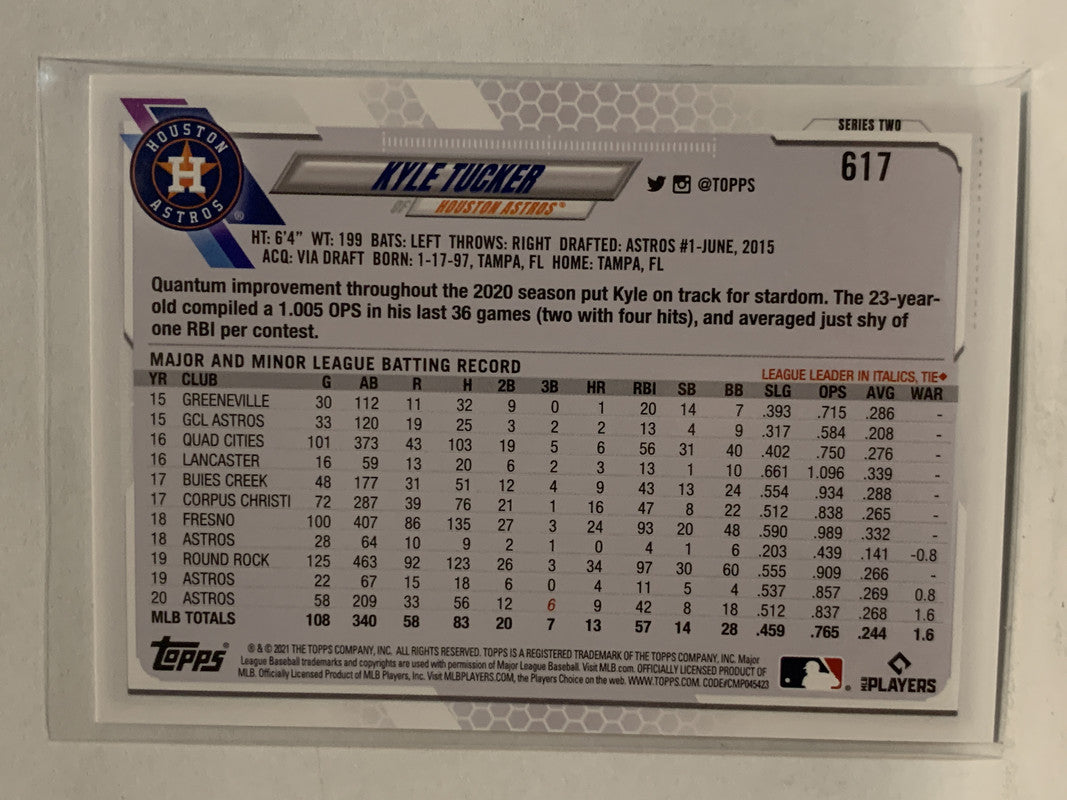 SERIES TWO
617
HOUSTON
H
ASTROS®
KYLE TUCKER
@TOPPS
OF HOUSTON ASTROS®
HT: 6'4" WT: 199 BATS: LEFT THROWS: RIGHT DRAFTED: ASTROS #1-JUNE, 2015
ACQ: VIA DRAFT BORN: 1-17-97, TAMPA, FL HOME: TAMPA, FL
Quantum improvement throughout the 2020 season put Kyle on track for stardom. The 23-year-
old compiled a 1.005 OPS in his last 36 games (two with four hits), and averaged just shy of
one RBI per contest.
MAJOR AND MINOR LEAGUE BATTING RECORD
LEAGUE LEADER IN ITALICS, TIE◆
YR CLUB G AB R H 2B 3B HR RBI SB BB SLG OPS AVG WAR
15 GREENEVILLE 30 112 11 32 9 0 1 20 14 7 .393 .715 .286 -
15 GCL ASTROS 33 120 19 25 3 2 2 13 4 9 .317 .584 .208 -
16 QUAD CITIES 101 373 43 103 19 5 6 56 31 40 .402 .750 .276 -
16 LANCASTER 16 59 13 20 6 2 3 13 1 10 .661 1.096 .339 -
17 BUIES CREEK 48 177 31 51 12 4 9 43 13 24 .554 .934 .288 -
17 CORPUS CHRISTI 72 287 39 76 21 1 16 47 8 22 .512 .838 .265 -
18 FRESNO 100 407 86 135 27 3 24 93 20 48 .590 .989 .332 -
18 ASTROS 28 64 10 9 2 1 0 4 1 6 .203 .439 .141 -0.8
19 ROUND ROCK 125 463 92 123 26 3 34 97 30 60 .555 .909 .266 -
19 ASTROS 22 67 15 18 6 0 4 11 5 4 .537 .857 .269 0.8
20 ASTROS 58 209 33 56 12 6 9 42 8 18 .512 .837 .268 1.6
MLB TOTALS 108 340 58 83 20 7 13 57 14 28 .459 .765 .244 1.6
Topps
® & © 2021 THE TOPPS COMPANY, INC. ALL RIGHTS RESERVED. TOPPS IS A REGISTERED TRADEMARK OF THE TOPPS COMPANY, INC. Major
League Baseball trademarks and copyrights are used with permission of Major League Baseball. Visit MLB.com. OFFICIALLY LICENSED PRODUCT OF
MLB. Officially Licensed Product of MLB Players, Inc. Visit MLBPLAYERS.COM, the Players Choice on the web. WWW.TOPPS.COM. CODE#CMP045423
MLB PLAYERS